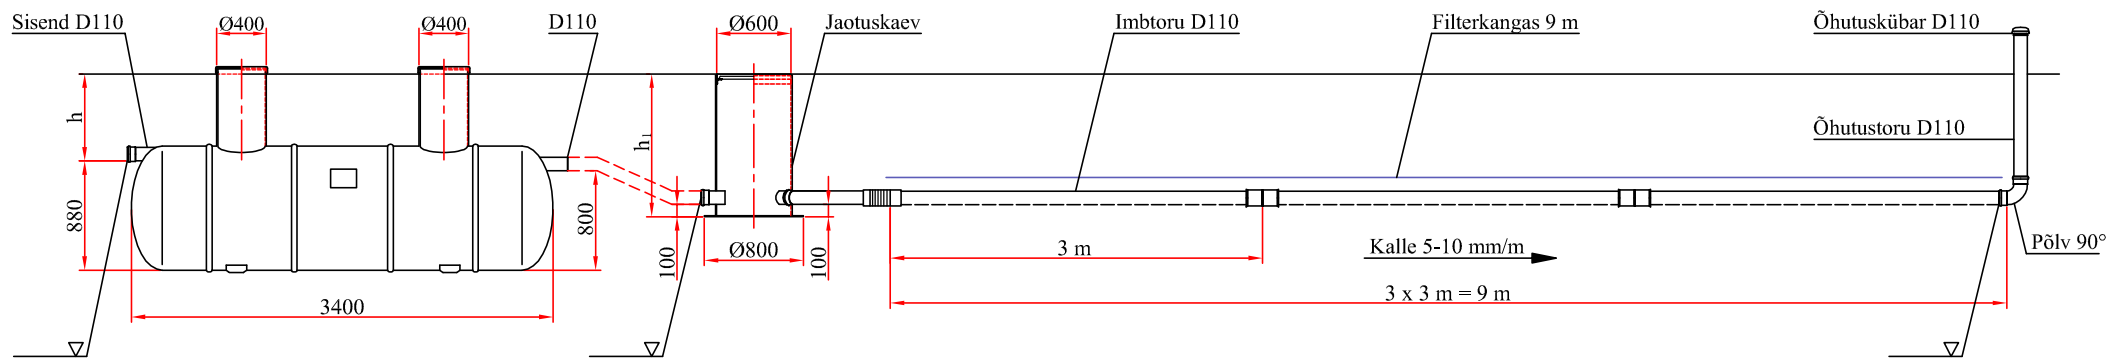 Sisend D110
Ø400
Ø400
D110
Ø600
Jaotuskaev
Imbtoru D110
Filterkangas 9 m
Õhutuskübar D110
h
h1
Õhutustoru D110
880
800
100
Ø800
100
3 m
Kalle 5-10 mm/m
Põlv 90°
3400
3 x 3 m = 9 m